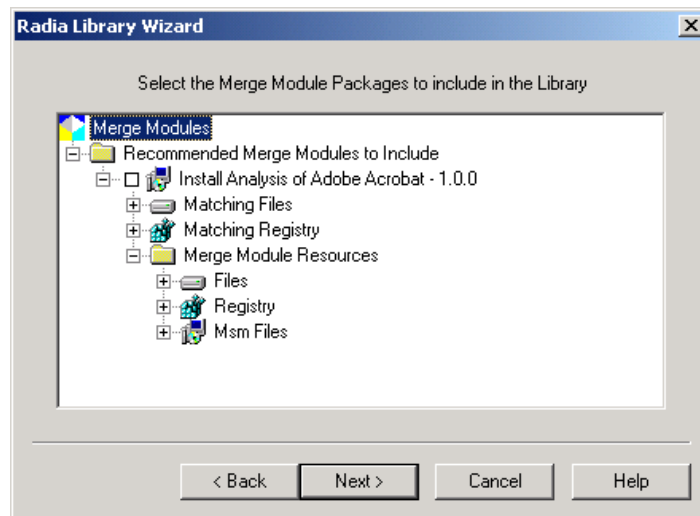 Radia Library Wizard
Select the Merge Module Packages to include in the Library
Merge Modules
Recommended Merge Modules to Include
Install Analysis of Adobe Acrobat - 1.0.0
Matching Files
Matching Registry
Merge Module Resources
Files
Registry
Msm Files
< Back
Next >
Cancel
Help